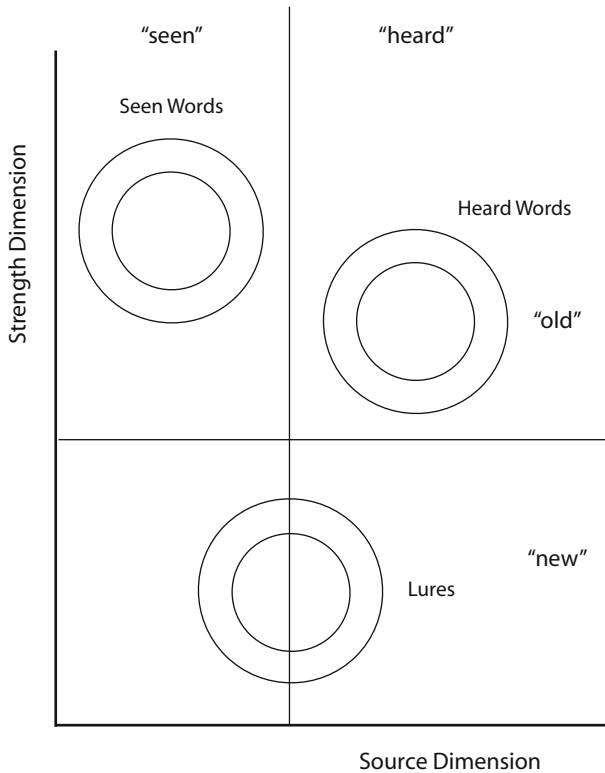 “seen”
“heard”
Seen Words
Heard Words
Strength Dimension
“old”
“new”
Lures
Source Dimension